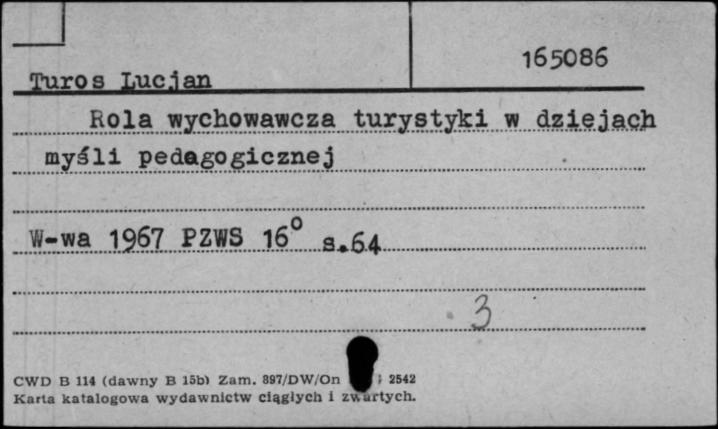 165086
Turos Lucjan
Rola wychowawcza turystyki w dziejach
myśli pedagogicznej
W-wa 1967 PZWS 16° s.64
3
CWD B 114 (dawny B 15b) Zam. 897/DW/On 2542
Karta katalogowa wydawnictw ciągłych i zwartych.